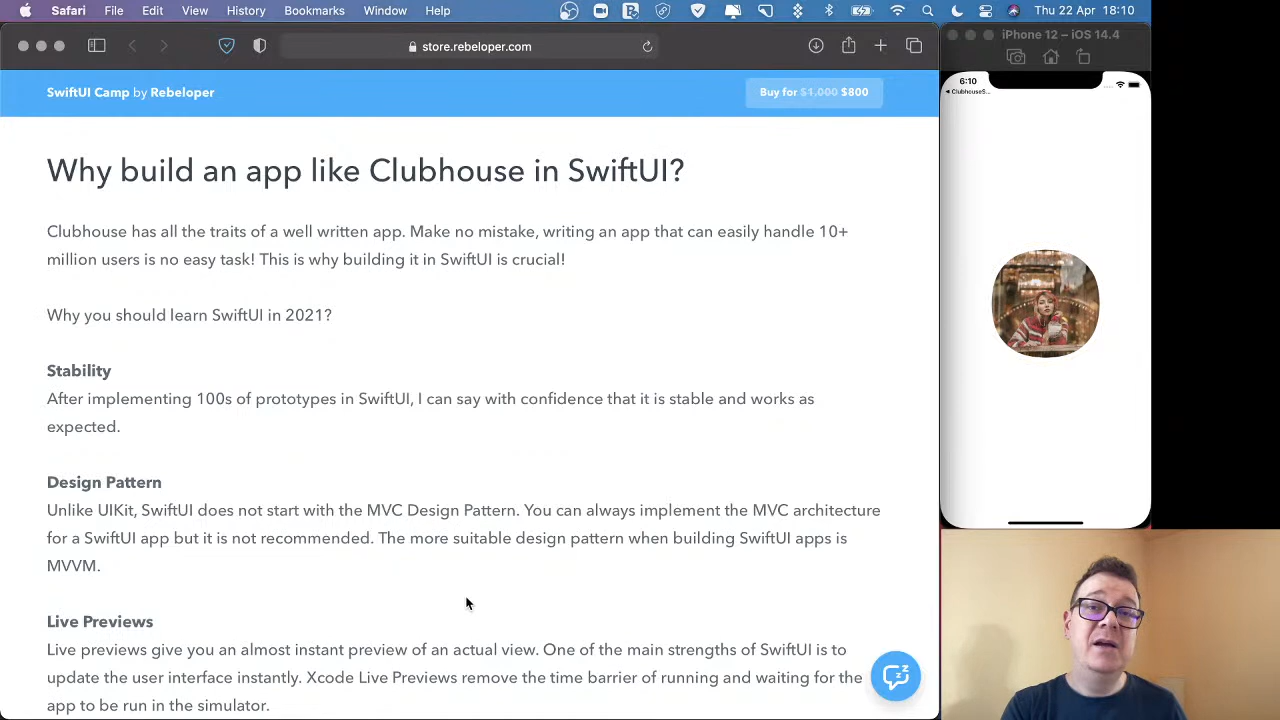 Safari File Edit View History Bookmarks Window Help Thu 22 Apr 18:10
store.rebeloper.com
iPhone 12 – iOS 14.4
SwiftUI Camp by Rebeloper
Buy for $1,000 $800
6:10
ClubhouseS...
Why build an app like Clubhouse in SwiftUI?
Clubhouse has all the traits of a well written app. Make no mistake, writing an app that can easily handle 10+
million users is no easy task! This is why building it in SwiftUI is crucial!
Why you should learn SwiftUI in 2021?
Stability
After implementing 100s of prototypes in SwiftUI, I can say with confidence that it is stable and works as
expected.
Design Pattern
Unlike UIKit, SwiftUI does not start with the MVC Design Pattern. You can always implement the MVC architecture
for a SwiftUI app but it is not recommended. The more suitable design pattern when building SwiftUI apps is
MVVM.
Live Previews
Live previews give you an almost instant preview of an actual view. One of the main strengths of SwiftUI is to
update the user interface instantly. Xcode Live Previews remove the time barrier of running and waiting for the
app to be run in the simulator.